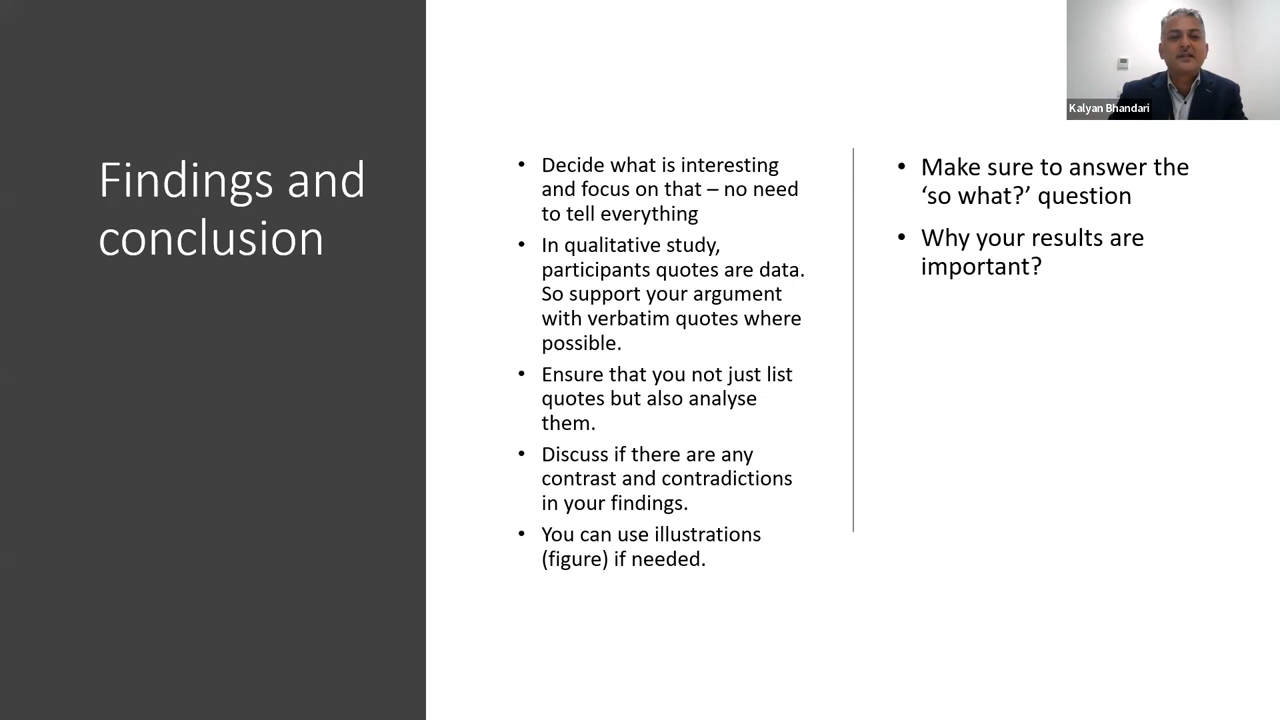 Kalyan Bhandari
Findings and
conclusion
• Decide what is interesting
and focus on that – no need
to tell everything
• In qualitative study,
participants quotes are data.
So support your argument
with verbatim quotes where
possible.
• Ensure that you not just list
quotes but also analyse
them.
• Discuss if there are any
contrast and contradictions
in your findings.
• You can use illustrations
(figure) if needed.
• Make sure to answer the
‘so what?’ question
• Why your results are
important?